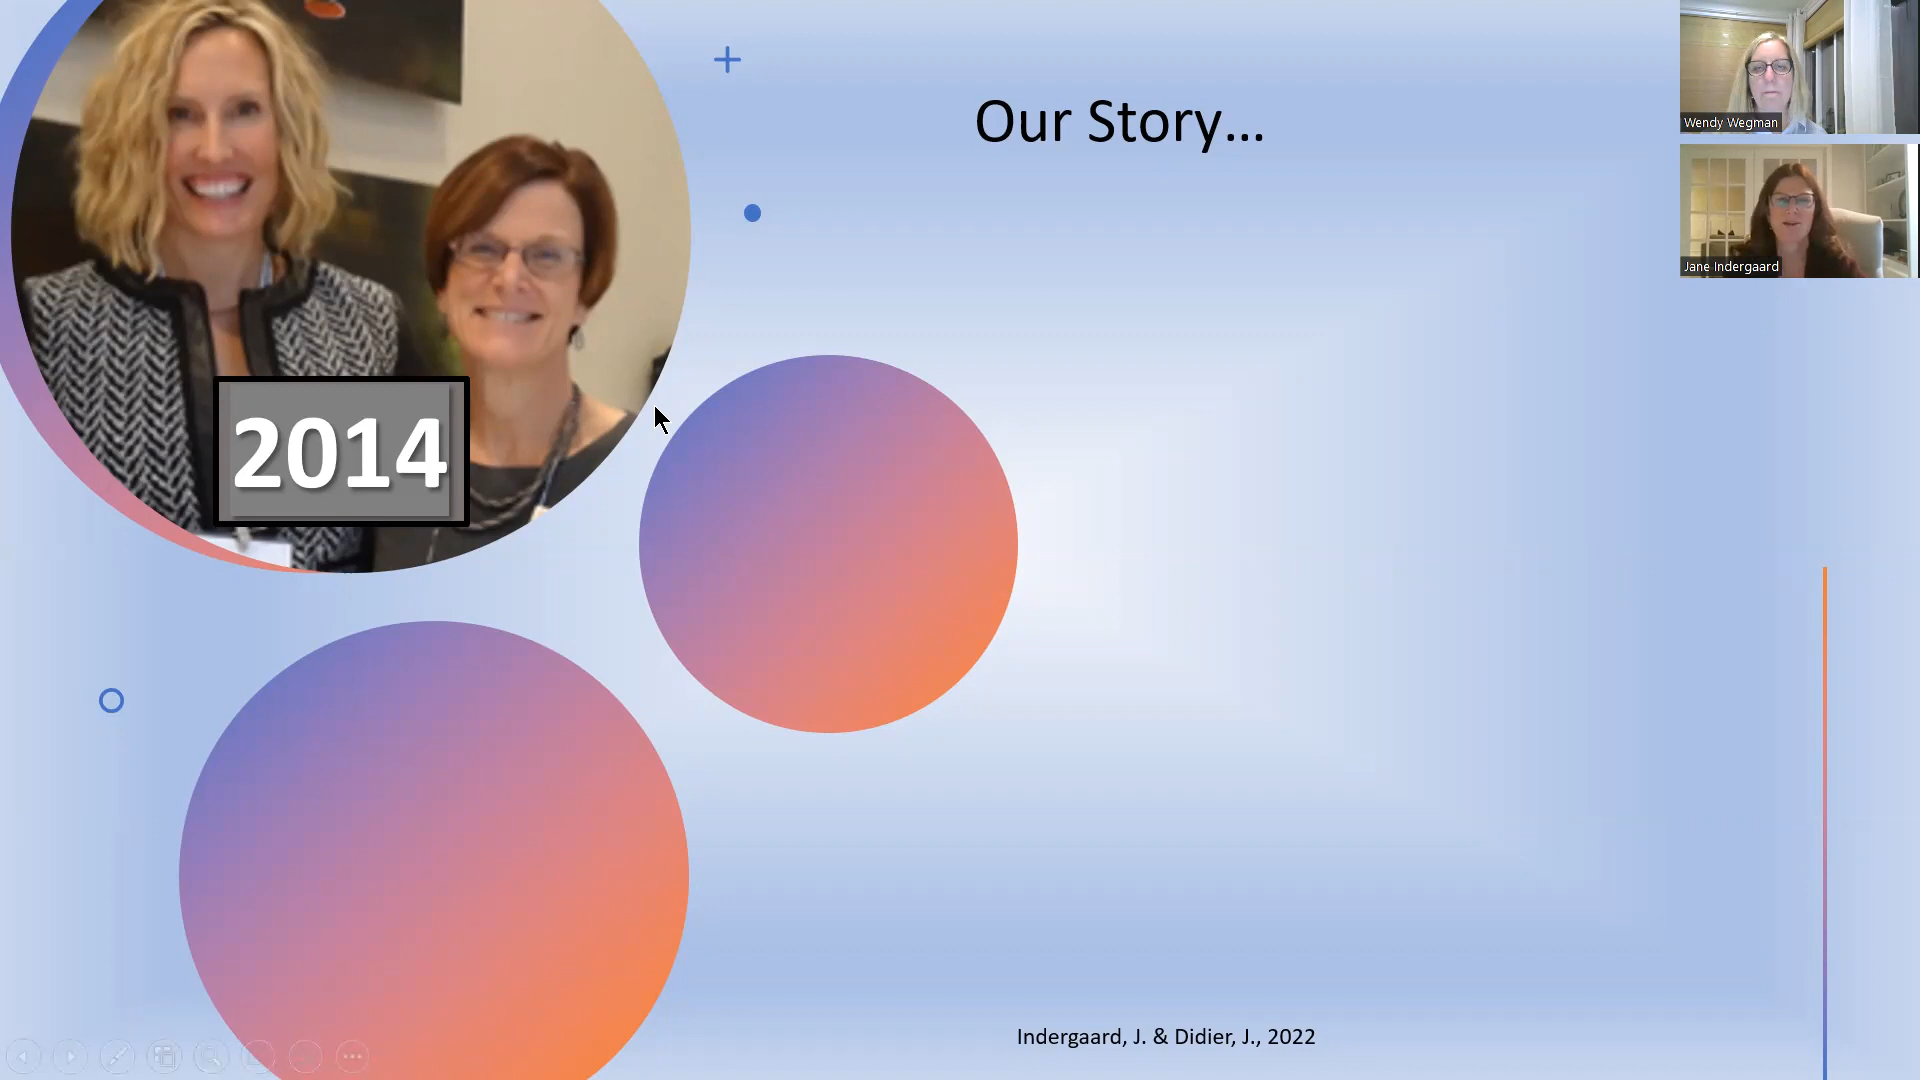 Our Story...
Wendy Wegman
Jane Indergaard
2014
Indergaard, J. & Didier, J., 2022